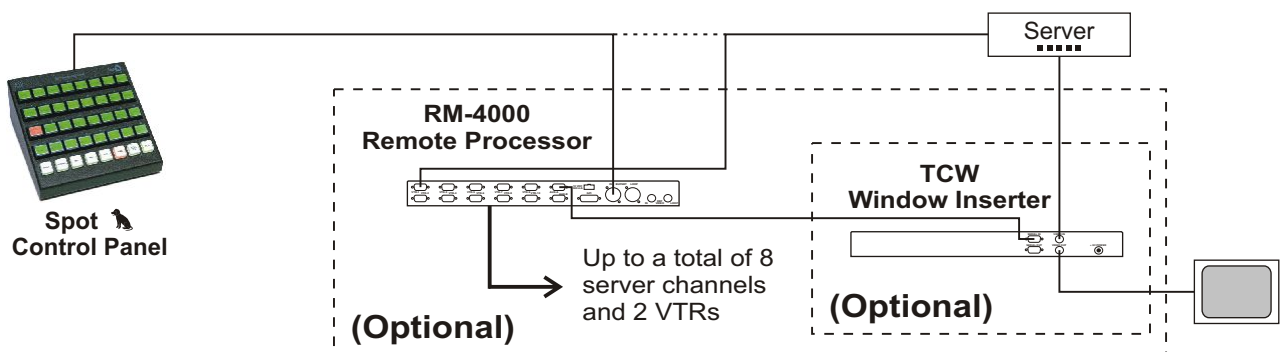 Server
RM-4000
Remote Processor
TCW
Window Inserter
Spot
Control Panel
Up to a total of 8
server channels
and 2 VTRs
(Optional)
(Optional)